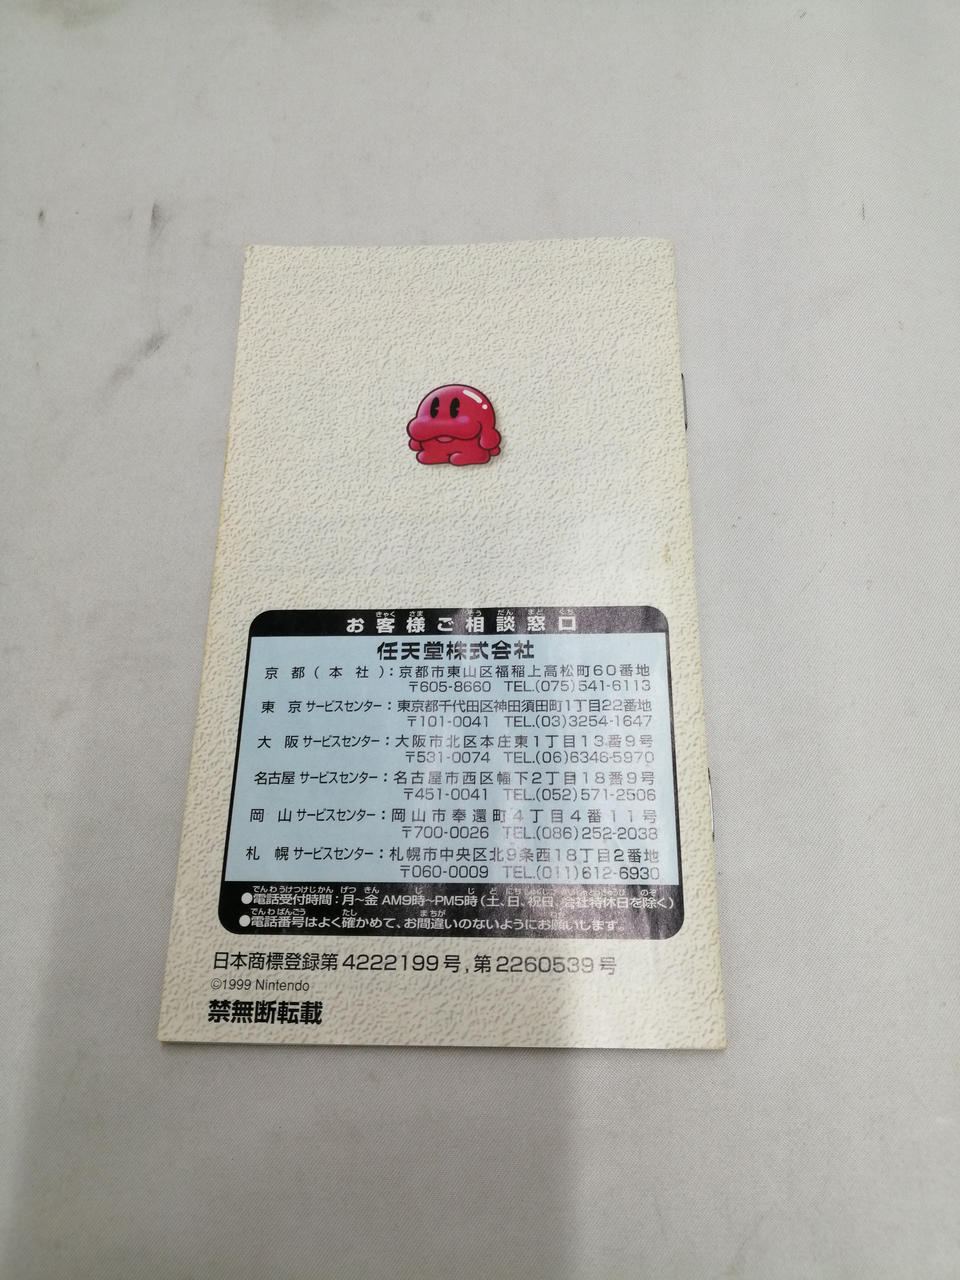 お客様ご相談窓口
任天堂株式会社
京都(本社):京都市東山区福稲上高松町60番地
〒605-8660 TEL.(075)541-6113
東京サービスセンター:東京都千代田区神田須田町1丁目22番地
〒101-0041 TEL.(03)3254-1647
大阪サービスセンター:大阪市北区本庄東1丁目13番9号
〒531-0074 TEL.(06)6346-5970
名古屋サービスセンター:名古屋市西区幅下2丁目18番9号
〒451-0041 TEL.(052)571-2506
岡山サービスセンター:岡山市奉還町4丁目4番11号
〒700-0026 TEL.(086)252-2038
札幌サービスセンター:札幌市中央区北9条西18丁目2番地
〒060-0009 TEL.(011)612-6930
●電話受付時間:月〜金 AM9時〜PM5時(土、日、祝日、会社特休日を除く)
●電話番号はよく確かめて、お間違いのないようにお願いします。
日本商標登録第4222199号,第2260539号
©1999 Nintendo
禁無断転載